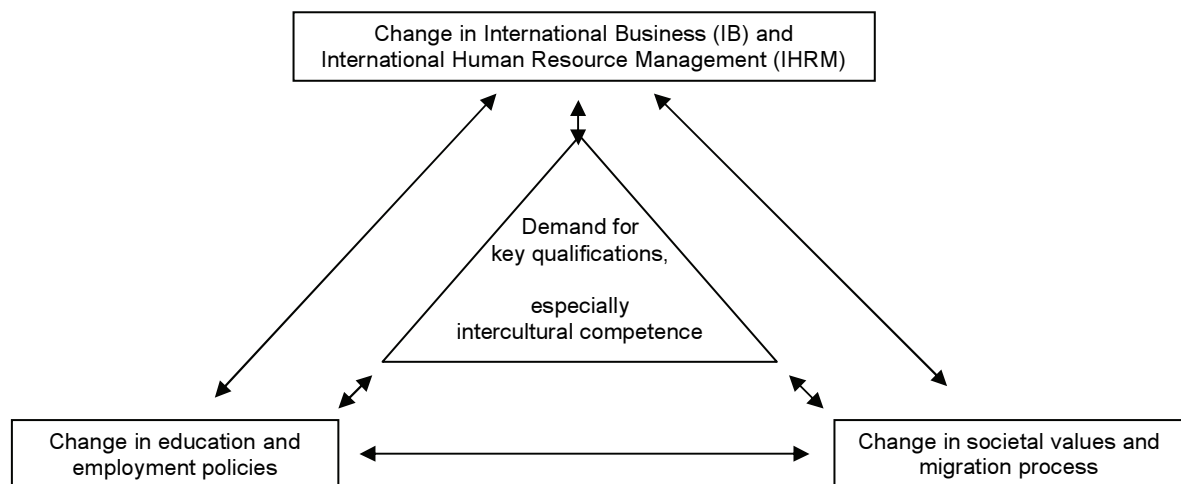 Change in International Business (IB) and
International Human Resource Management (IHRM)
Demand for
key qualifications,
especially
intercultural competence
Change in education and
employment policies
Change in societal values and
migration process